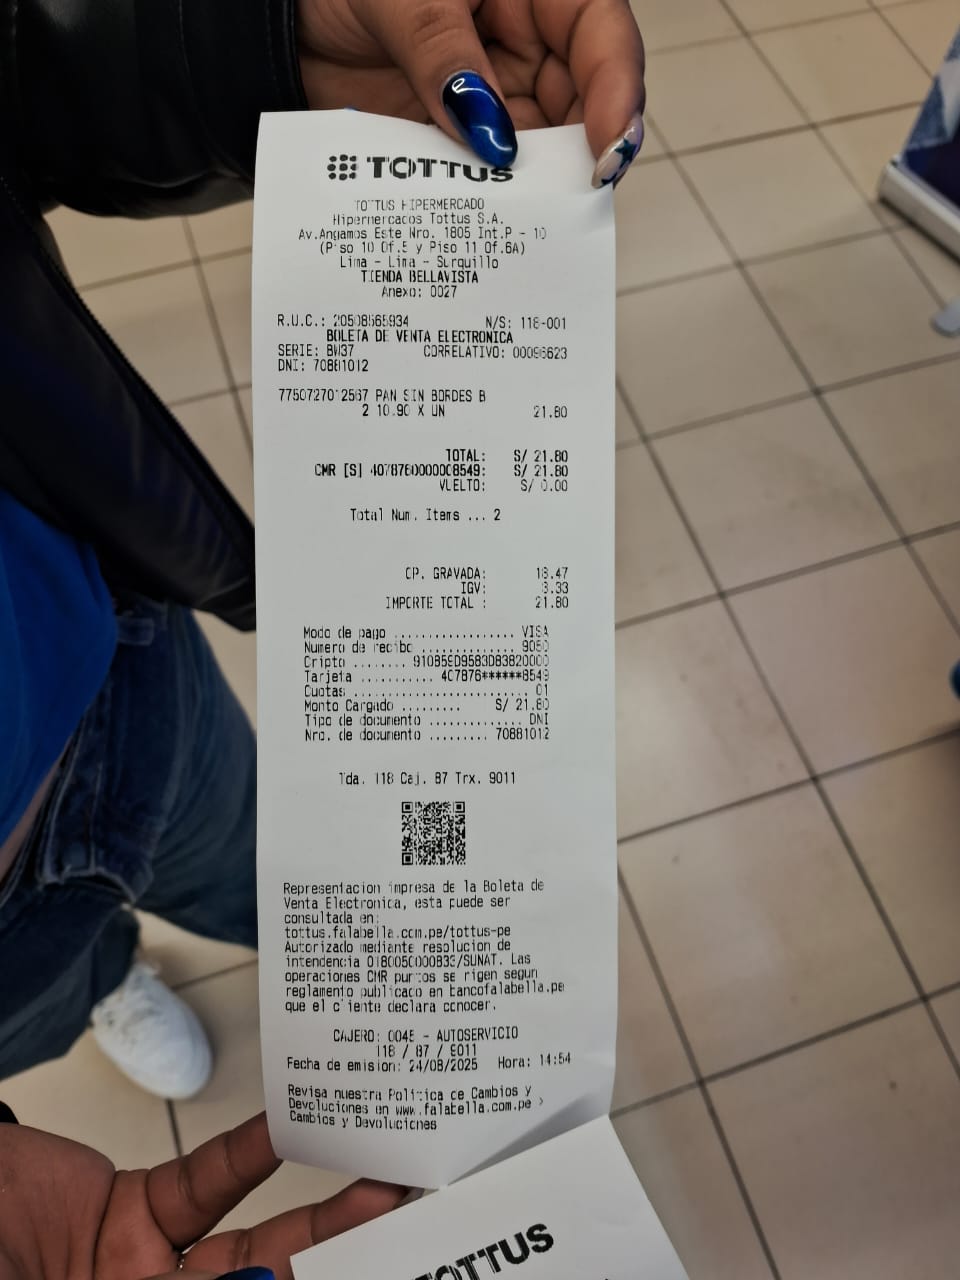 TOTTUS
TOTTUS HIPERMERCADO
Hipermercados Tottus S.A.
Av.Angamos Este Nro. 1805 Int.P - 10
(Piso 10 Of.5 y Piso 11 Of.6A)
Lima - Lima - Surquillo
TIENDA BELLAVISTA
Anexo: 0027
R.U.C.: 20508565934 N/S: 118-001
BOLETA DE VENTA ELECTRONICA
SERIE: BW37 CORRELATIVO: 00096623
DNI: 70881012
7750727012567 PAN SIN BORDES B
2 10.90 X UN 21.80
TOTAL: S/ 21.80
CMR [S] 4078760000008549: S/ 21.80
VUELTO: S/ 0.00
Total Num. Items ... 2
OP. GRAVADA: 18.47
IGV: 3.33
IMPORTE TOTAL : 21.80
Modo de pago .................. VISA
Numero de recibo .............. 9050
Cripto ........
Tarjeta ........... 407876******8549
Cuotas ........................... 01
Monto Cargado ......... S/ 21.80
Tipo de documento .............. DNI
Nro. de documento ......... 70881012
Tda. 118 Caj. 87 Trx. 9011
Representacion impresa de la Boleta de
Venta Electronica, esta puede ser
consultada en:
tottus.falabella.com.pe/tottus-pe
Autorizado mediante resolucion de
intendencia 0180050000833/SUNAT. Las
operaciones CMR puntos se rigen segun
reglamento publicado en bancofalabella.pe
que el cliente declara conocer.
CAJERO: 0045 - AUTOSERVICIO
118 / 87 / 9011
Fecha de emision: 24/08/2025 Hora: 14:54
Revisa nuestra Politica de Cambios y
Devoluciones en www.falabella.com.pe >
Cambios y Devoluciones
TOTTUS